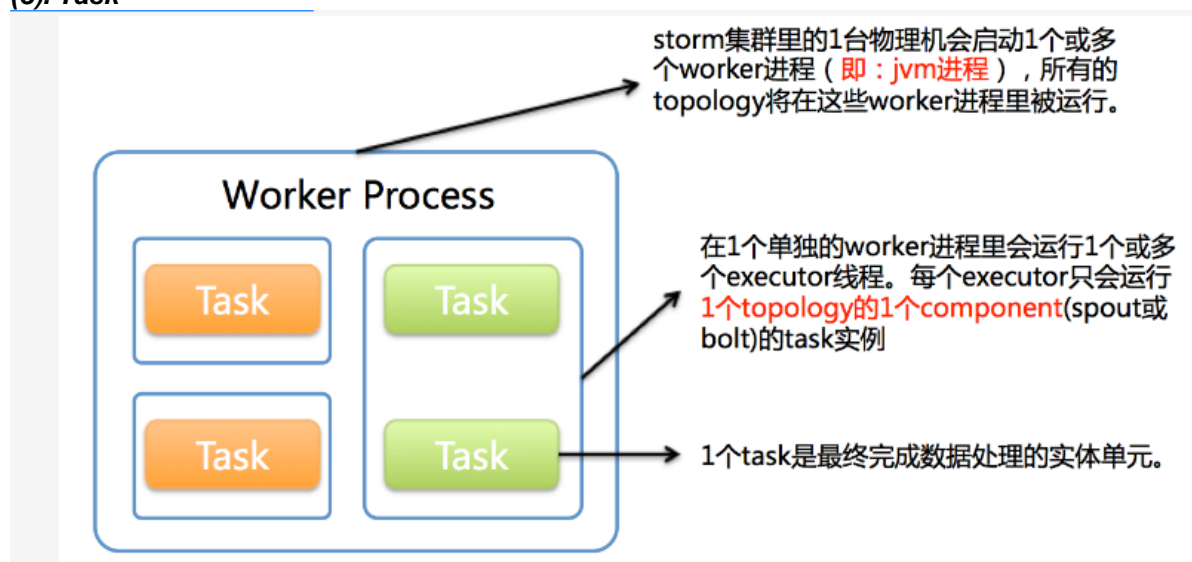 (3). Task
storm集群里的1台物理机会启动1个或多
个worker进程（即：jvm进程），所有的
topology将在这些worker进程里被运行。
Worker Process
在1个单独的worker进程里会运行1个或多
个executor线程。每个executor只会运行
1个topology的1个component(spout或
bolt)的task实例
Task
Task
Task
Task
1个task是最终完成数据处理的实体单元。